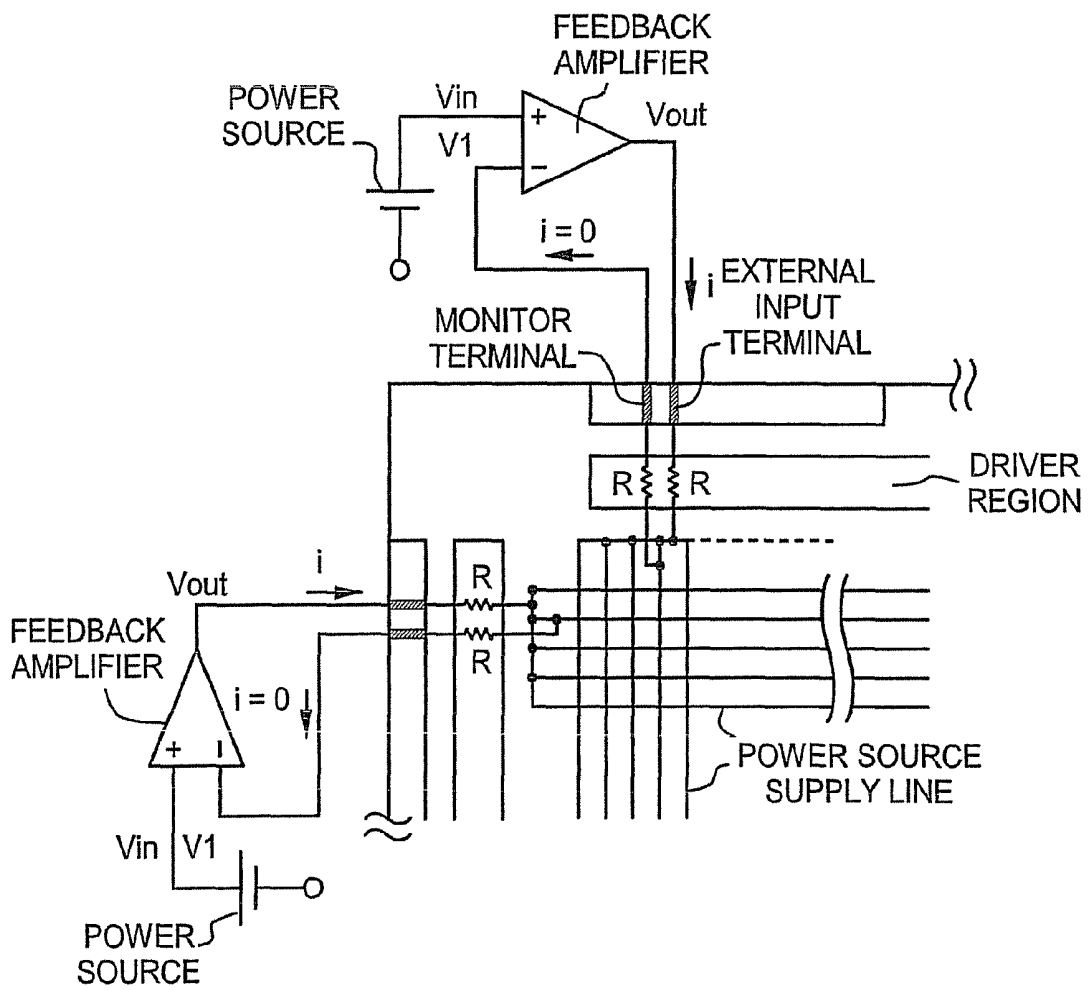 FEEDBACK
AMPLIFIER
POWER
SOURCE
Vin
Vout
+
V1
−
i = 0
i
EXTERNAL
INPUT
TERMINAL
MONITOR
TERMINAL
R
R
DRIVER
REGION
i
Vout
R
FEEDBACK
AMPLIFIER
R
i = 0
+
−
POWER SOURCE
SUPPLY LINE
Vin
V1
POWER
SOURCE